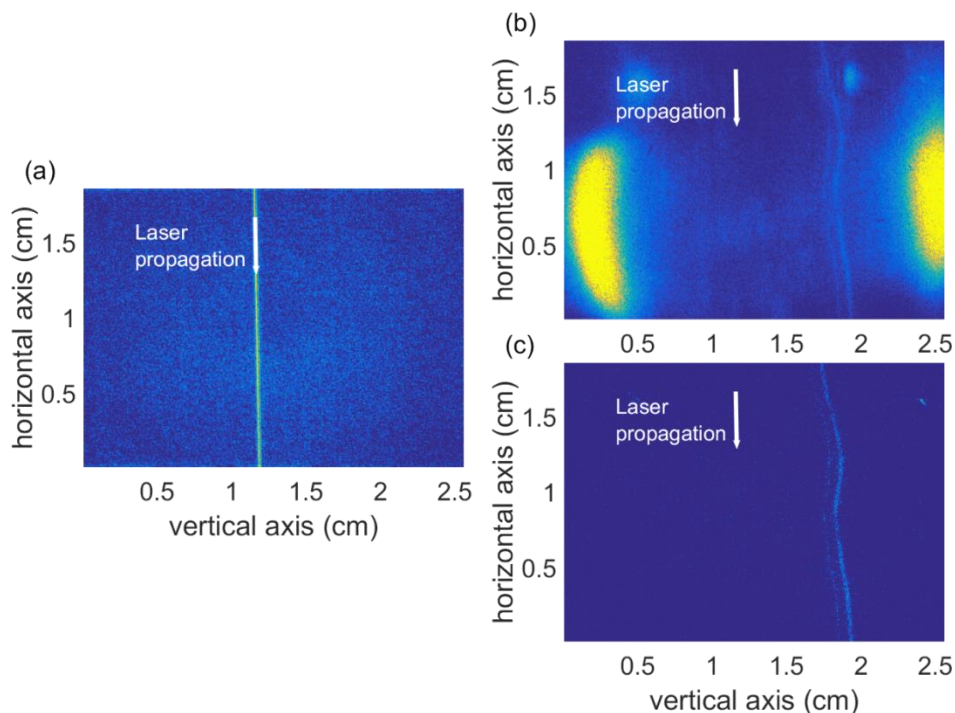 (a)
horizontal axis (cm)
1.5
1
0.5
Laser
propagation
0.5
1
1.5
2
2.5
vertical axis (cm)
(b)
horizontal axis (cm)
1.5
1
0.5
Laser
propagation
0.5
1
1.5
2
2.5
(c)
horizontal axis (cm)
1.5
1
0.5
Laser
propagation
0.5
1
1.5
2
2.5
vertical axis (cm)